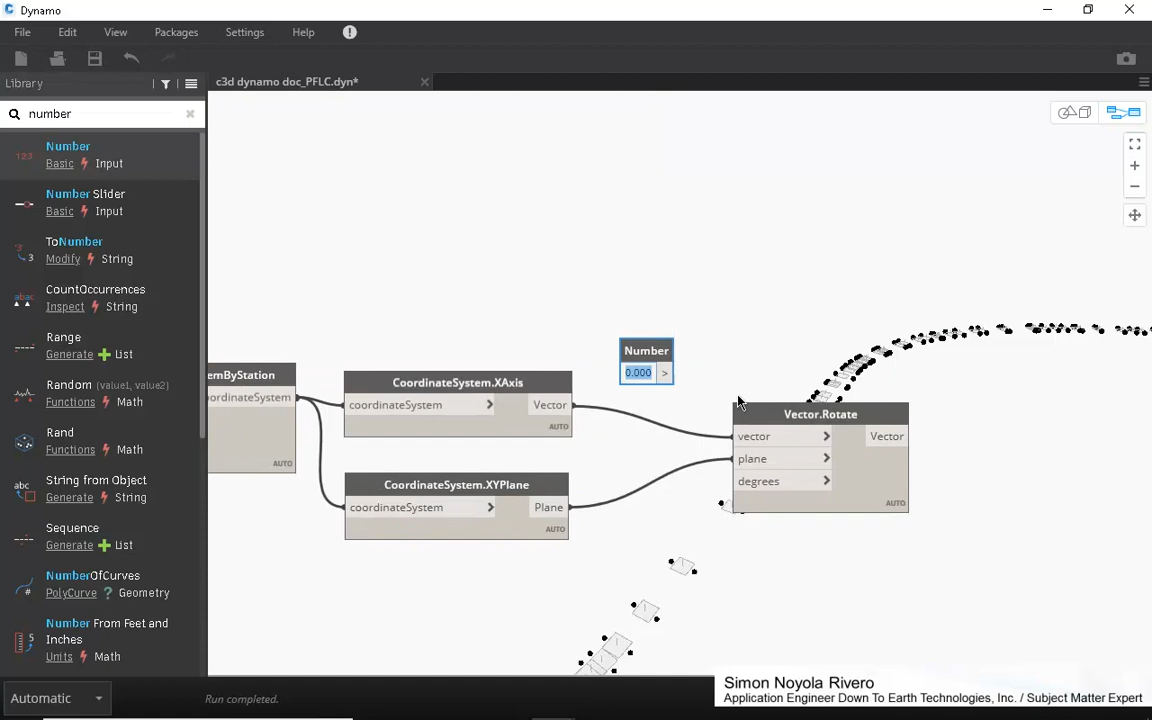 Dynamo
File Edit View Packages Settings Help
Library
c3d dynamo doc_PFLC.dyn*
number
Number
Basic Input
Number Slider
Basic Input
ToNumber
Modify String
CountOccurrences
Inspect String
Range
Generate List
Random (value1, value2)
Functions Math
Rand
Functions Math
String from Object
Generate String
Sequence
Generate List
NumberOfCurves
PolyCurve ? Geometry
Number From Feet and
Inches
Units Math
emByStation
oordinateSystem
AUTO
CoordinateSystem.XAxis
coordinateSystem > Vector
AUTO
CoordinateSystem.XYPlane
coordinateSystem > Plane
AUTO
Number
0.000 >
Vector.Rotate
vector > Vector
plane >
degrees >
AUTO
Automatic
Run completed.
Simon Noyola Rivero
Application Engineer Down To Earth Technologies, Inc. / Subject Matter Expert